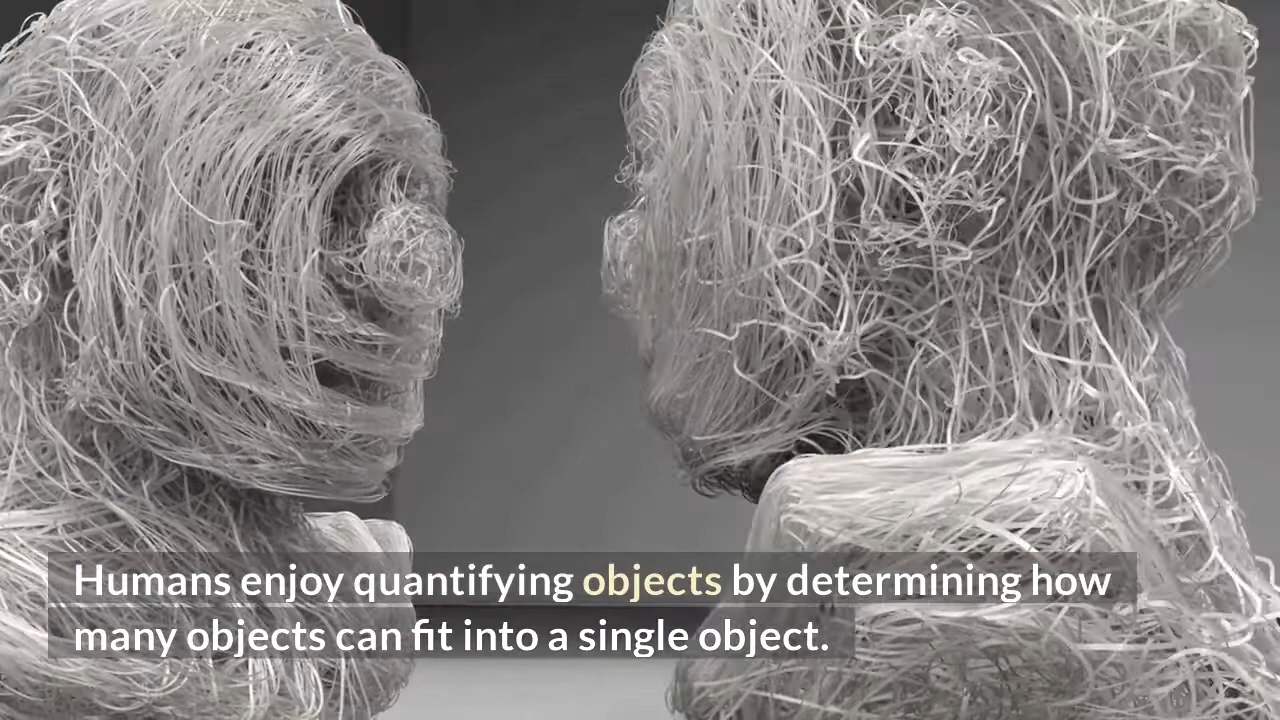 Humans enjoy quantifying objects by determining how
many objects can fit into a single object.